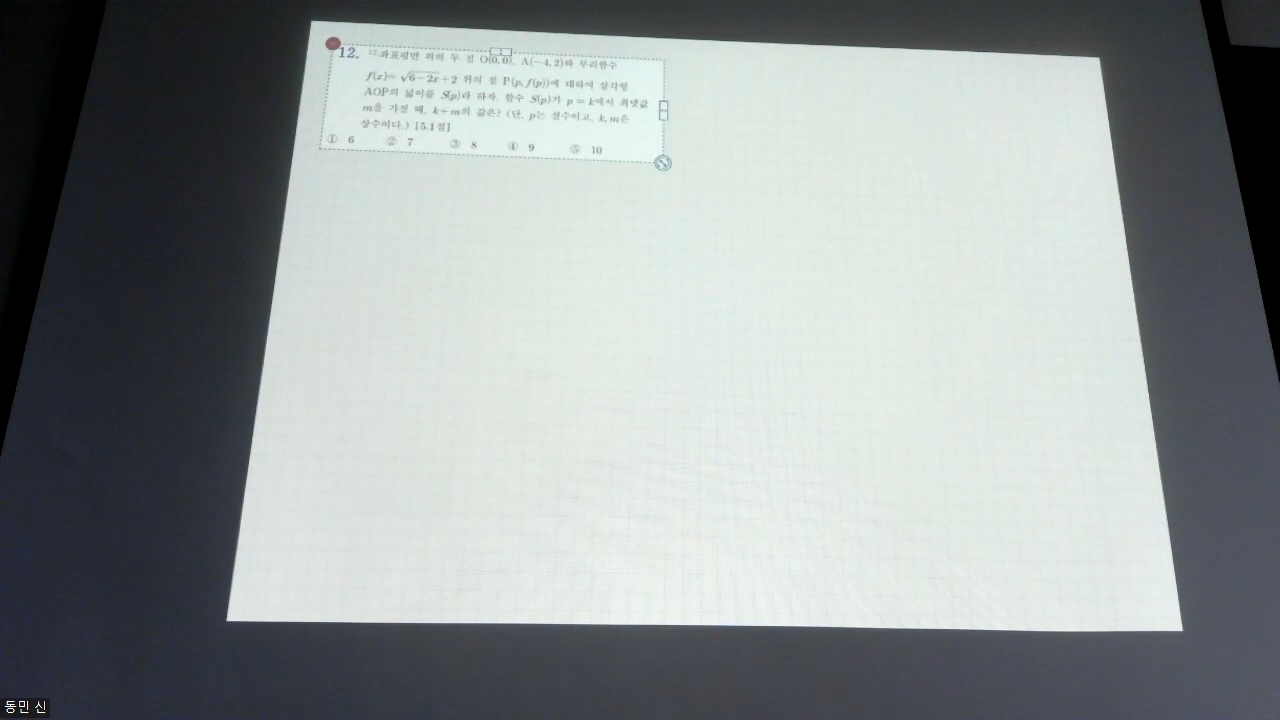 12. 12 좌표평면 위의 두 점 O(0, 0), A(−4, 2)와 무리함수
f(x)= √6−2x+2 위의 점 P(p, f(p))에 대하여 삼각형
AOP의 넓이를 S(p)라 하자. 함수 S(p)가 p = k에서 최댓값
m을 가질 때, k+m의 값은? (단, p는 실수이고, k, m은
상수이다.) [5.1점]
① 6 ② 7 ③ 8 ④ 9 ⑤ 10
동민 신